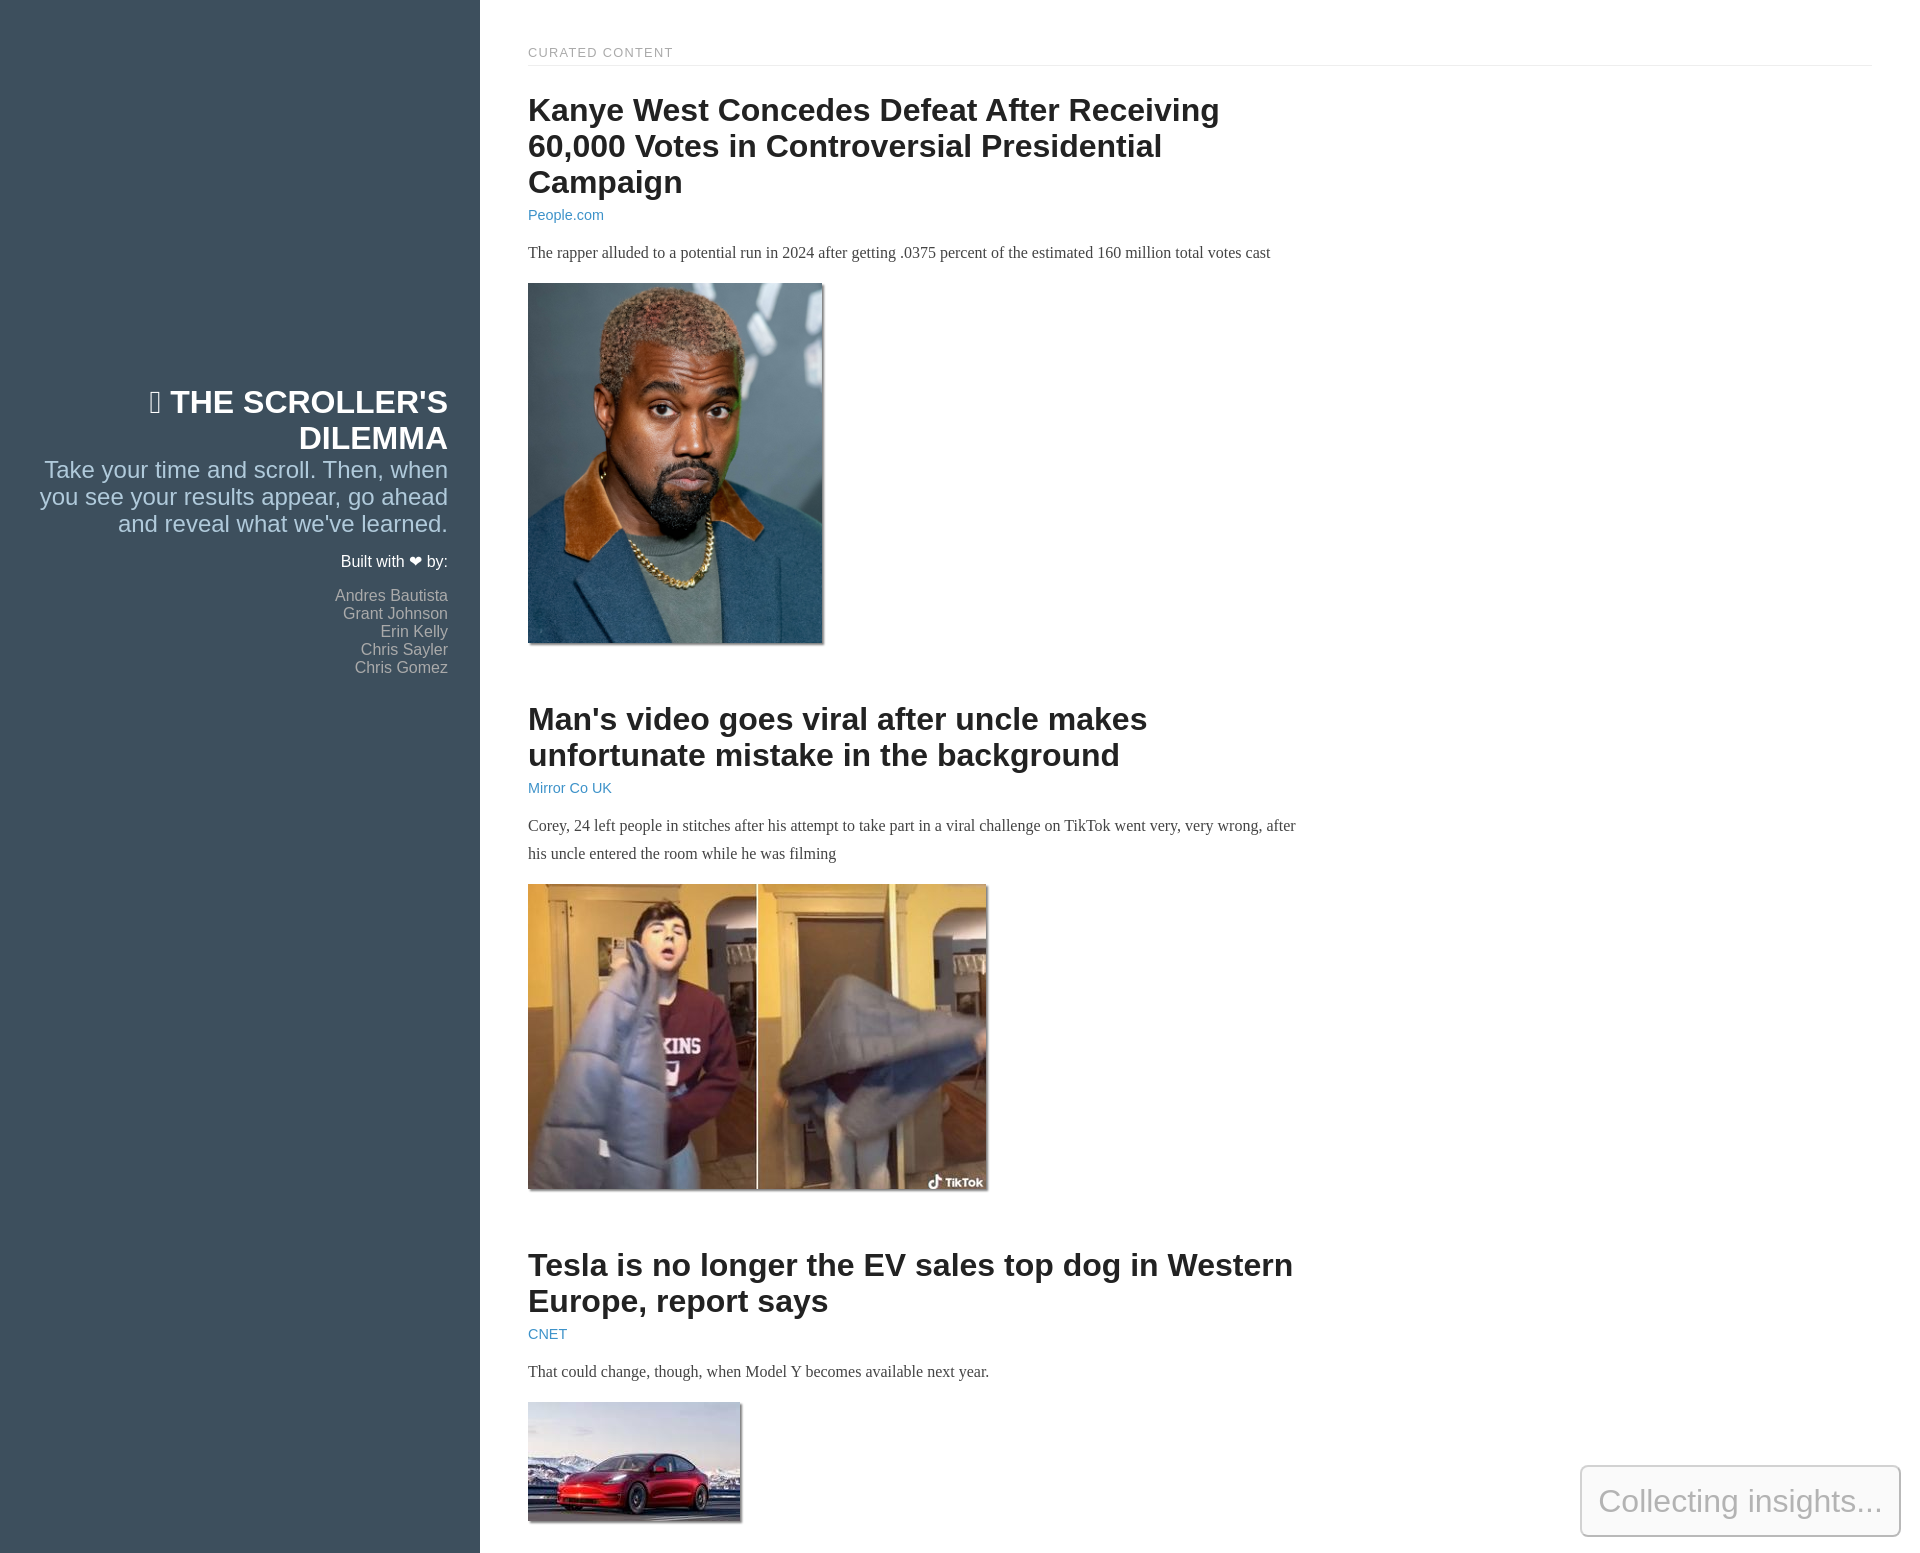 THE SCROLLER'S
DILEMMA
Take your time and scroll. Then, when
you see your results appear, go ahead
and reveal what we've learned.
Built with ❤ by:
Andres Bautista
Grant Johnson
Erin Kelly
Chris Sayler
Chris Gomez
CURATED CONTENT
Kanye West Concedes Defeat After Receiving
60,000 Votes in Controversial Presidential
Campaign
People.com
The rapper alluded to a potential run in 2024 after getting .0375 percent of the estimated 160 million total votes cast
Man's video goes viral after uncle makes
unfortunate mistake in the background
Mirror Co UK
Corey, 24 left people in stitches after his attempt to take part in a viral challenge on TikTok went very, very wrong, after
his uncle entered the room while he was filming
KINS
TikTok
Tesla is no longer the EV sales top dog in Western
Europe, report says
CNET
That could change, though, when Model Y becomes available next year.
Collecting insights...